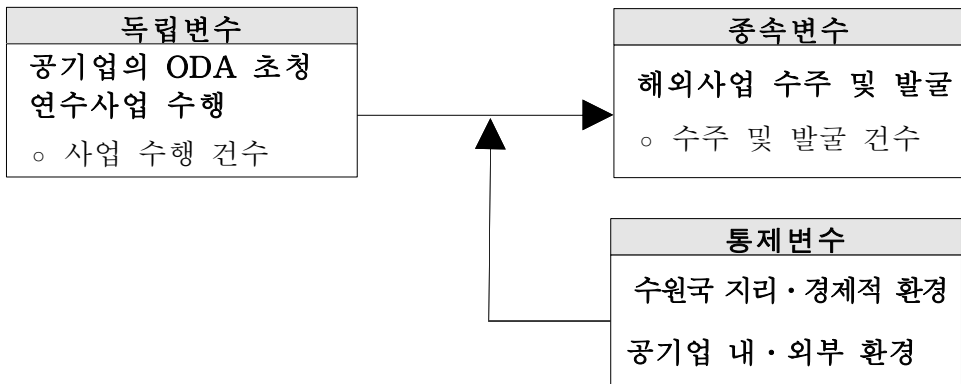 독립변수
공기업의 ODA 초청
연수사업 수행
◦ 사업 수행 건수
종속변수
해외사업 수주 및 발굴
◦ 수주 및 발굴 건수
통제변수
수원국 지리·경제적 환경
공기업 내·외부 환경